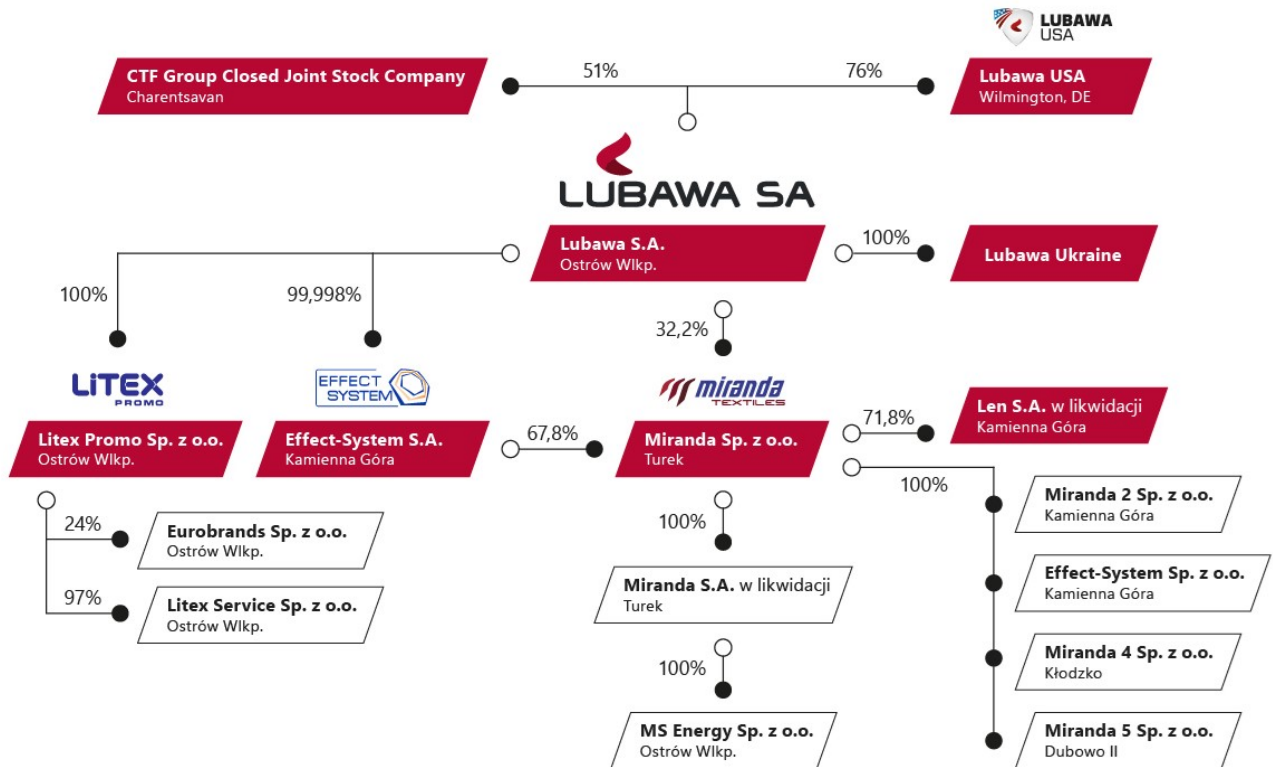 LUBAWA
USA
CTF Group Closed Joint Stock Company
Charentsavan
51%
76%
Lubawa USA
Wilmington, DE
LUBAWA SA
Lubawa S.A.
Ostrów Wlkp.
100%
Lubawa Ukraine
100%
99,998%
32,2%
LiTEX
PROMO
EFFECT
SYSTEM
miranda
TEXTILES
Litex Promo Sp. z o.o.
Ostrów Wlkp.
Effect-System S.A.
Kamienna Góra
67,8%
Miranda Sp. z o.o.
Turek
71,8%
Len S.A. w likwidacji
Kamienna Góra
100%
24%
Eurobrands Sp. z o.o.
Ostrów Wlkp.
97%
Litex Service Sp. z o.o.
Ostrów Wlkp.
100%
Miranda S.A. w likwidacji
Turek
100%
MS Energy Sp. z o.o.
Ostrów Wlkp.
Miranda 2 Sp. z o.o.
Kamienna Góra
Effect-System Sp. z o.o.
Kamienna Góra
Miranda 4 Sp. z o.o.
Kłodzko
Miranda 5 Sp. z o.o.
Dubowo II